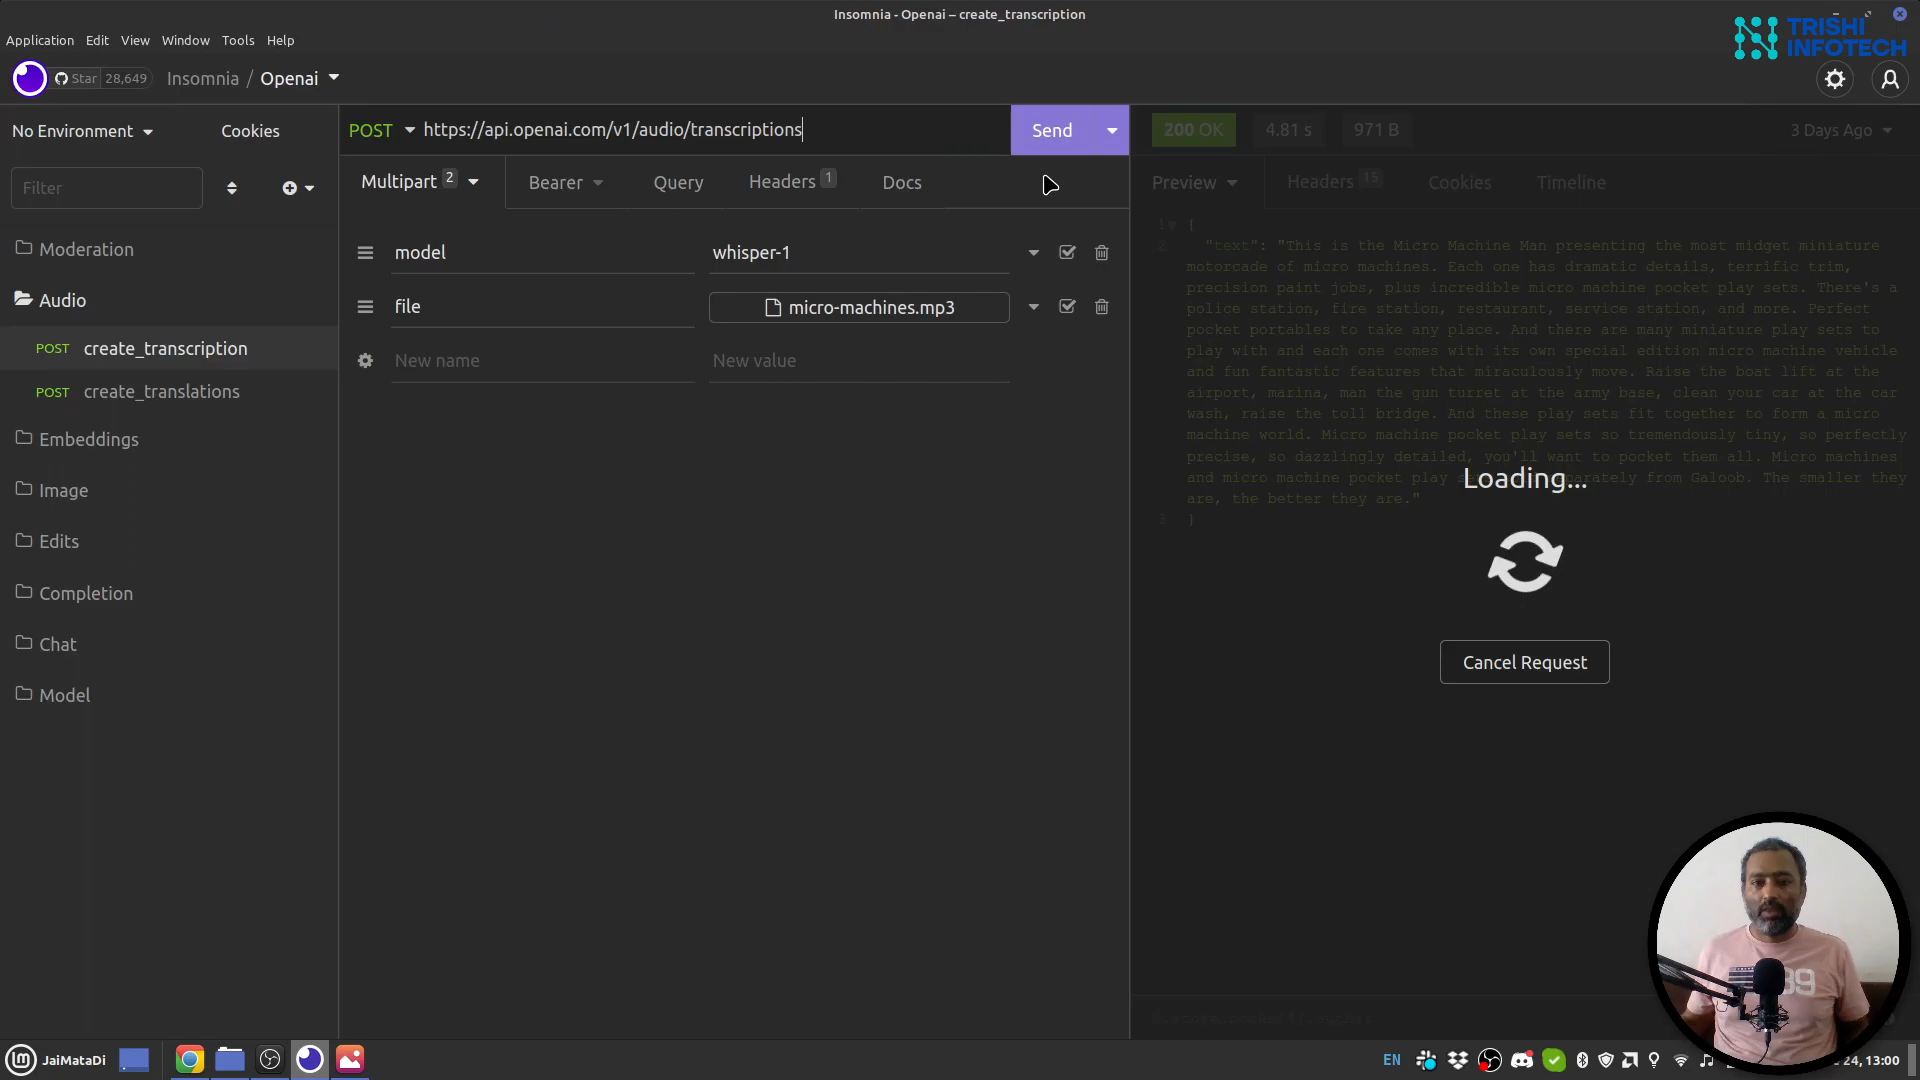 Insomnia - Openai – create_transcription
TRISHI
INFOTECH
Application Edit View Window Tools Help
Star 28,649 Insomnia / Openai
No Environment Cookies
POST https://api.openai.com/v1/audio/transcriptions Send
200 OK 4.81 s 971 B 3 Days Ago
Multipart 2 Bearer Query Headers 1 Docs
Preview Headers 15 Cookies Timeline
Filter
Moderation
Audio
POST create_transcription
POST create_translations
Embeddings
Image
Edits
Completion
Chat
Model
model whisper-1
file micro-machines.mp3
New name New value
1 {
2 "text": "This is the Micro Machine Man presenting the most midget miniature
motorcade of micro machines. Each one has dramatic details, terrific trim,
precision paint jobs, plus incredible micro machine pocket play sets. There's a
police station, fire station, restaurant, service station, and more. Perfect
pocket portables to take any place. And there are many miniature play sets to
play with and each one comes with its own special edition micro machine vehicle
and fun fantastic features that miraculously move. Raise the boat lift at the
airport, marina, man the gun turret at the army base, clean your car at the car
wash, raise the toll bridge. And these play sets fit together to form a micro
machine world. Micro machine pocket play sets so tremendously tiny, so perfectly
precise, so dazzlingly detailed, you'll want to pocket them all. Micro machines
and micro machine pocket play from Galoob. The smaller they
are, the better they are."
3 }
Loading...
Cancel Request
89
JaiMataDi
EN 24, 13:00